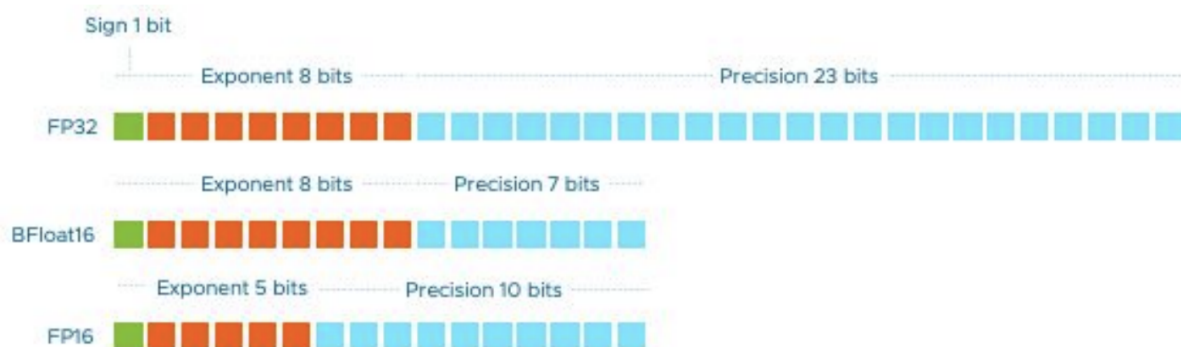 Sign 1 bit
Exponent 8 bits Precision 23 bits
FP32
Exponent 8 bits Precision 7 bits
BFloat16
Exponent 5 bits Precision 10 bits
FP16